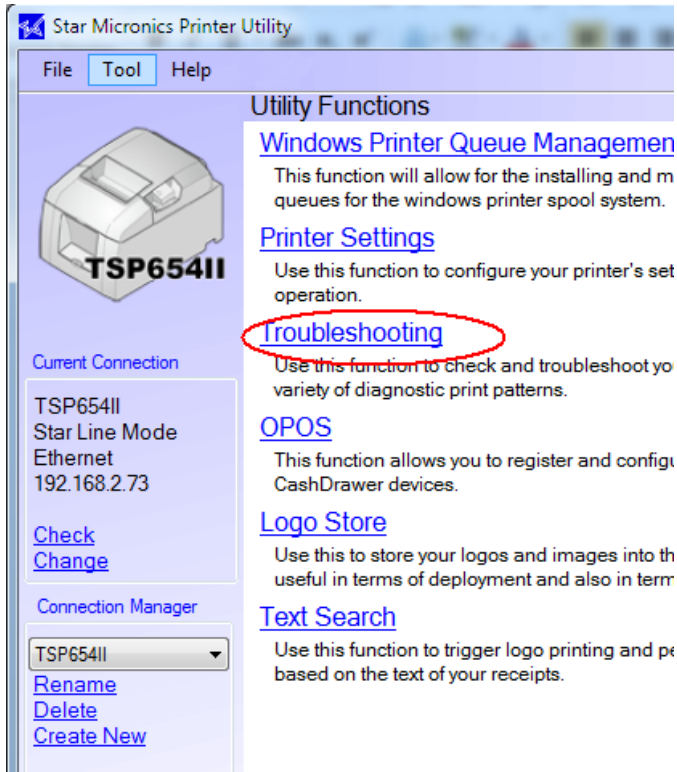 Star Micronics Printer Utility
File Tool Help
TSP654II
Current Connection
TSP654II
Star Line Mode
Ethernet
192.168.2.73
Check
Change
Connection Manager
TSP654II
Rename
Delete
Create New
Utility Functions
Windows Printer Queue Managemen
This function will allow for the installing and m
queues for the windows printer spool system.
Printer Settings
Use this function to configure your printer's set
operation.
Troubleshooting
Use this function to check and troubleshoot you
variety of diagnostic print patterns.
OPOS
This function allows you to register and configu
CashDrawer devices.
Logo Store
Use this to store your logos and images into th
useful in terms of deployment and also in term
Text Search
Use this function to trigger logo printing and pe
based on the text of your receipts.